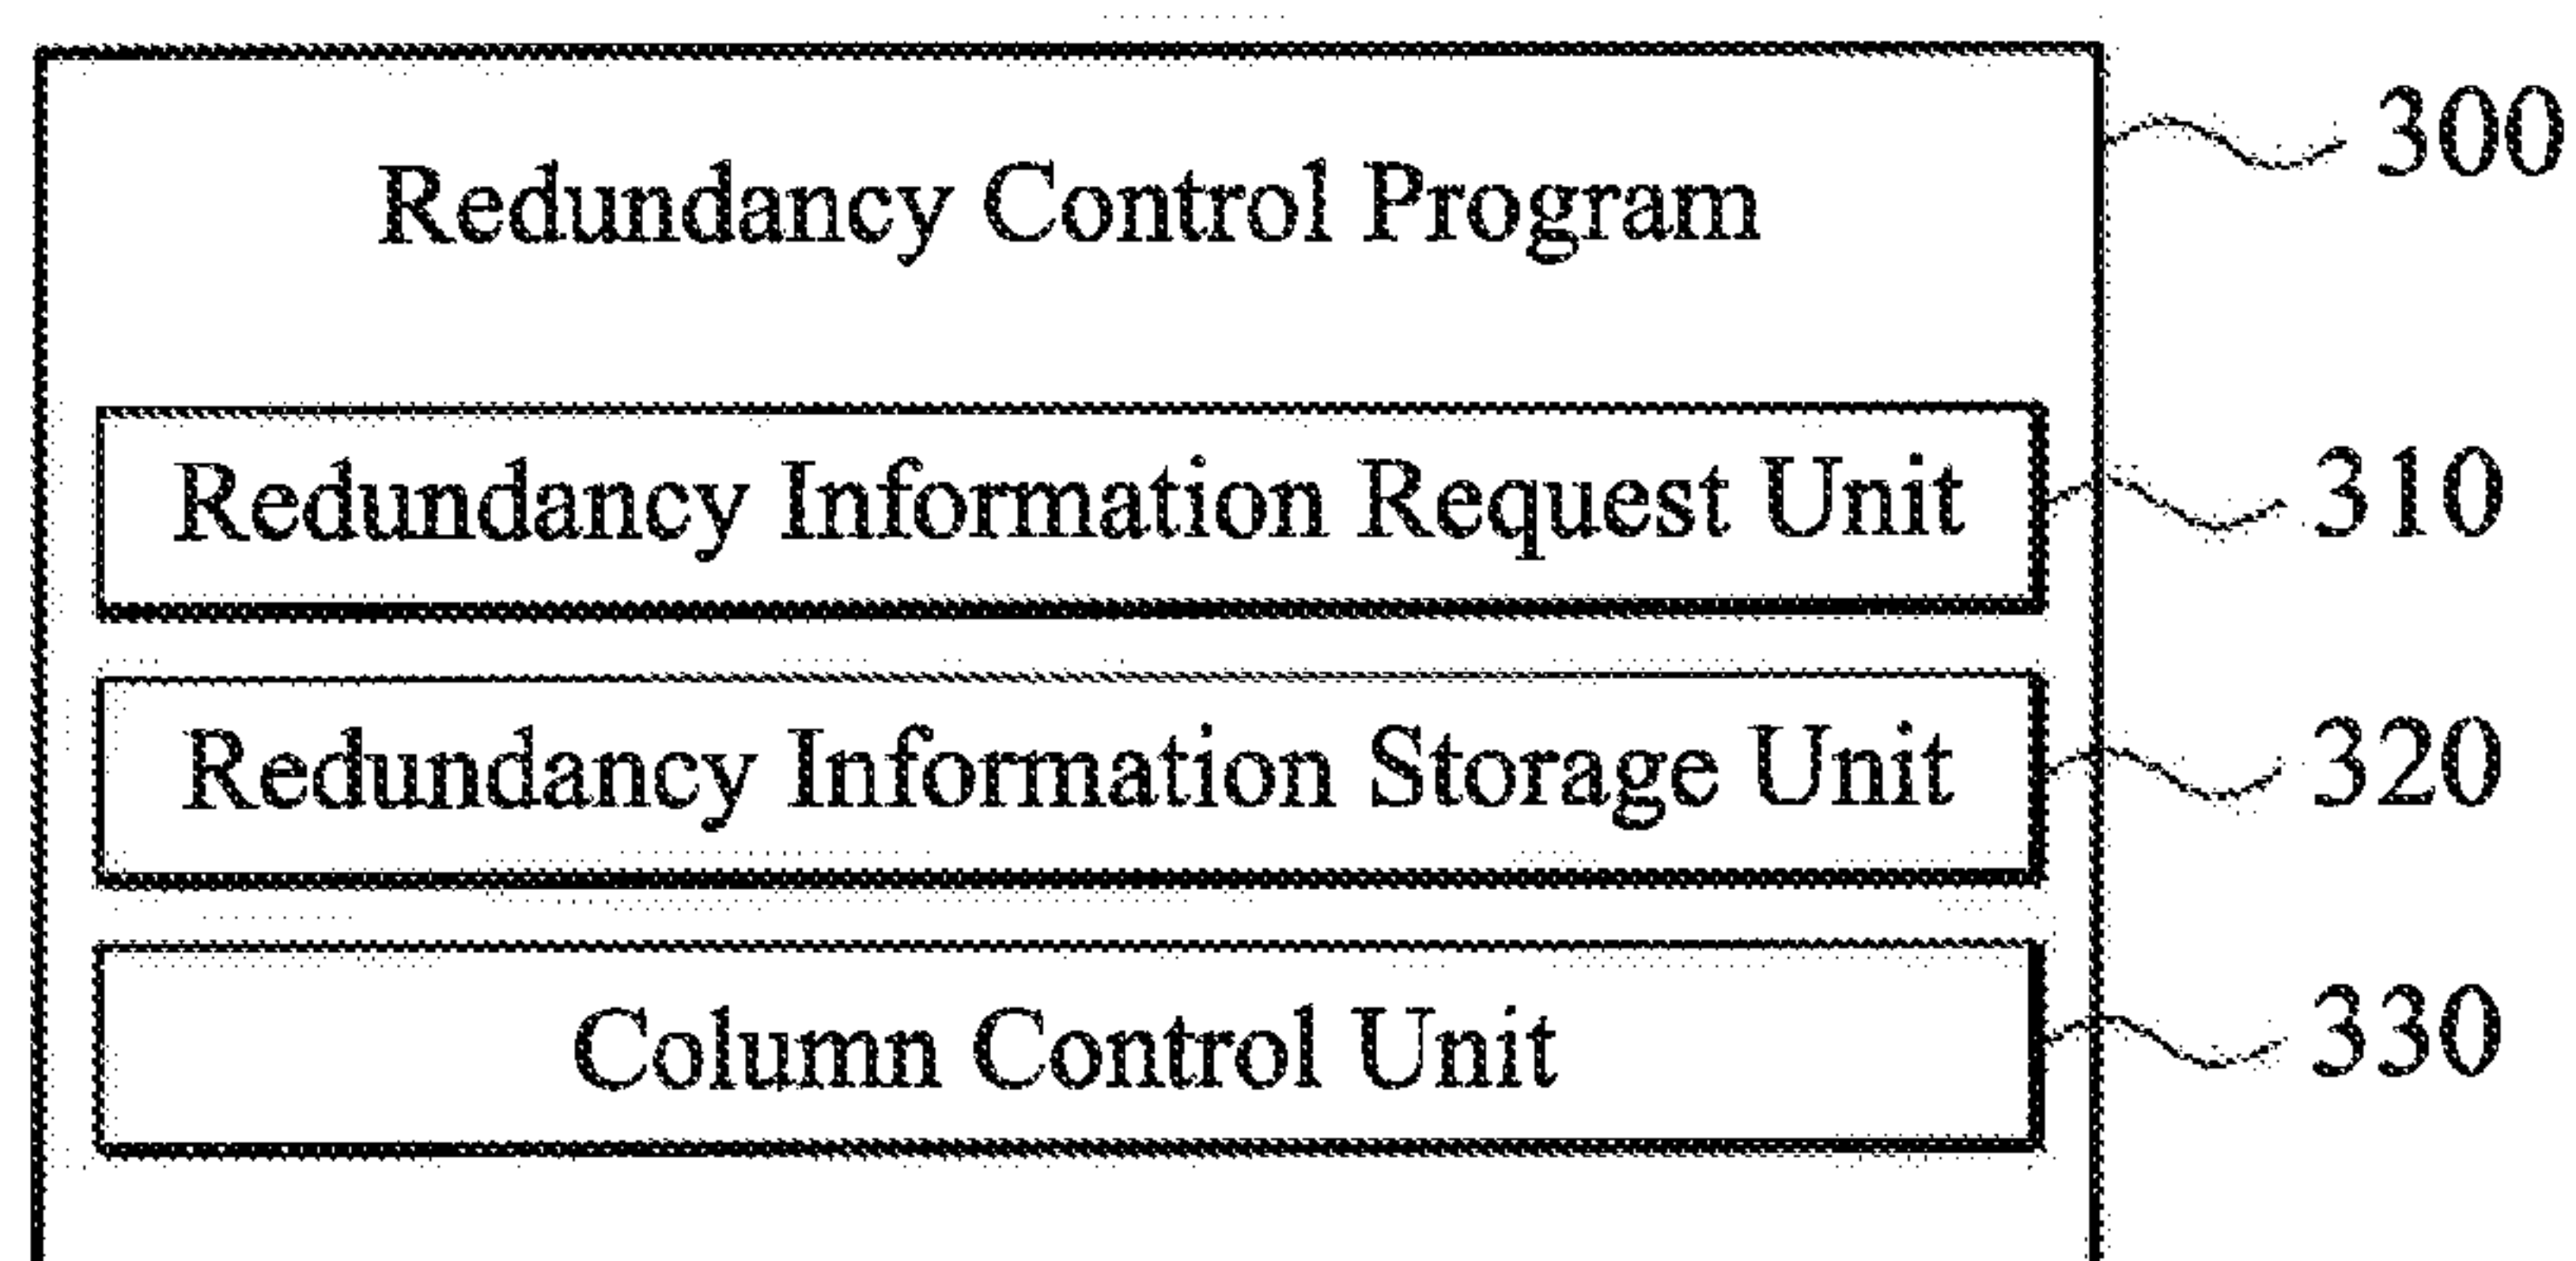 Redundancy Control Program 300
Redundancy Information Request Unit 310
Redundancy Information Storage Unit 320
Column Control Unit 330